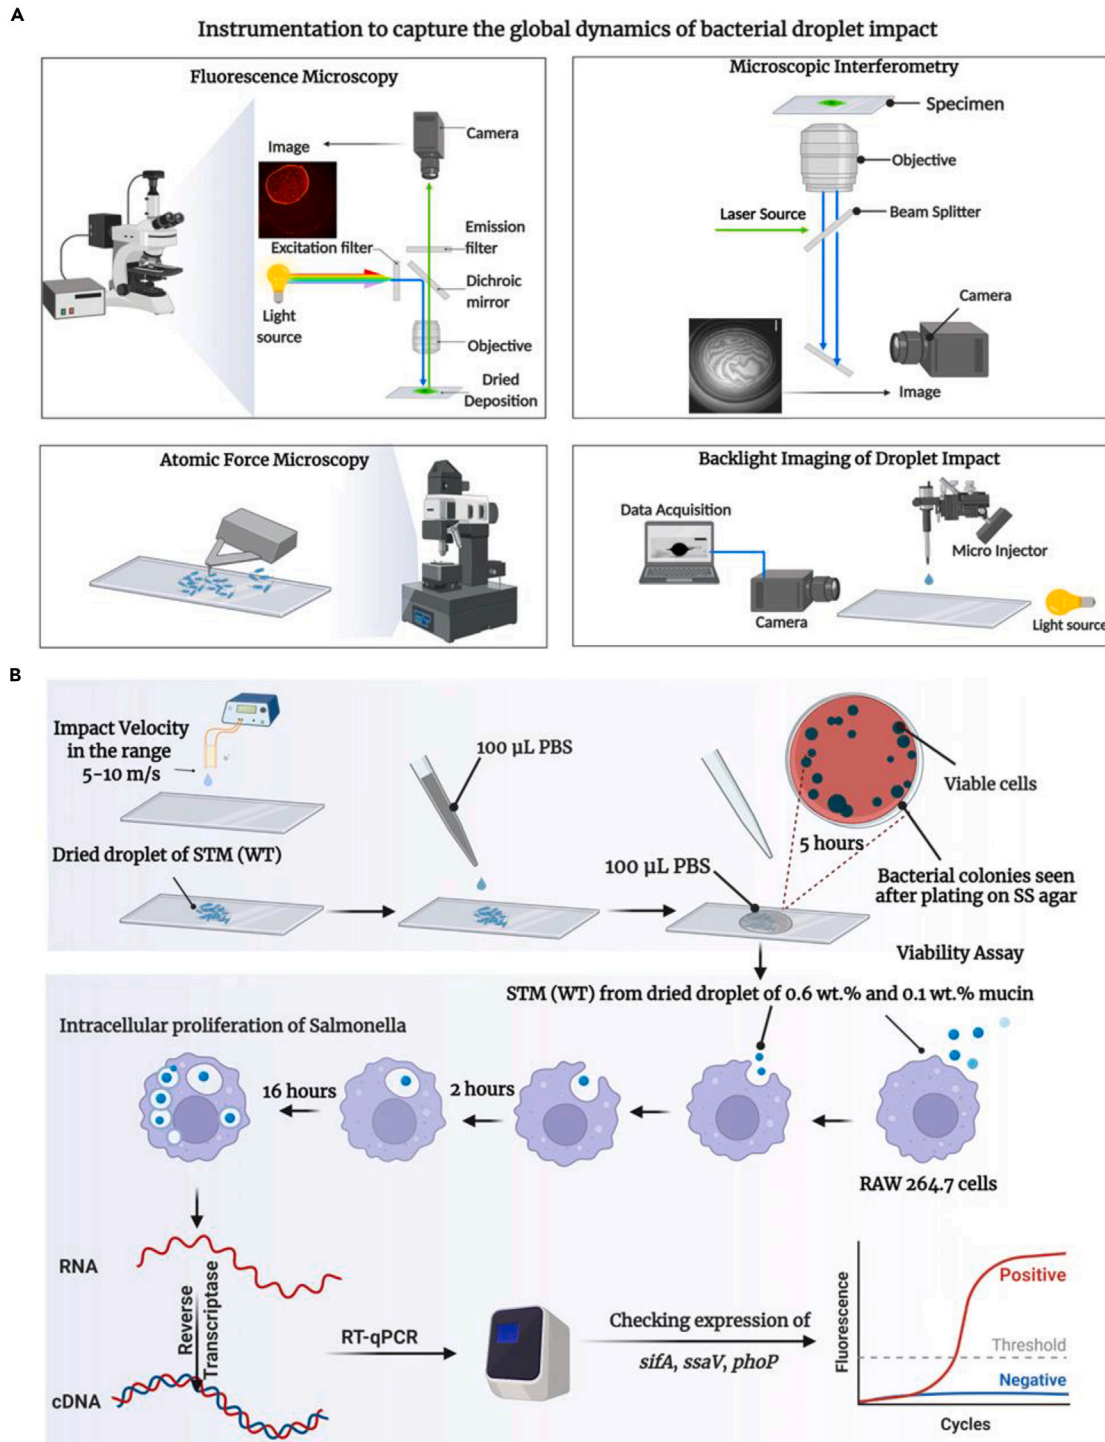 A
Instrumentation to capture the global dynamics of bacterial droplet impact
Fluorescence Microscopy
Camera
Image
Emission
filter
Excitation filter
Dichroic
mirror
Light
source
Objective
Dried
Deposition
Microscopic Interferometry
Specimen
Objective
Laser Source
Beam Splitter
Camera
Image
Atomic Force Microscopy
Backlight Imaging of Droplet Impact
Data Acquisition
Micro Injector
Camera
Light source
B
Impact Velocity
in the range
5-10 m/s
100 µL PBS
Viable cells
5 hours
Dried droplet of STM (WT)
100 µL PBS
Bacterial colonies seen
after plating on SS agar
Viability Assay
STM (WT) from dried droplet of 0.6 wt.% and 0.1 wt.% mucin
Intracellular proliferation of Salmonella
16 hours
2 hours
RAW 264.7 cells
RNA
Reverse
Transcriptase
cDNA
RT-qPCR
Checking expression of
sifA, ssaV, phoP
Fluorescence
Positive
Threshold
Negative
Cycles